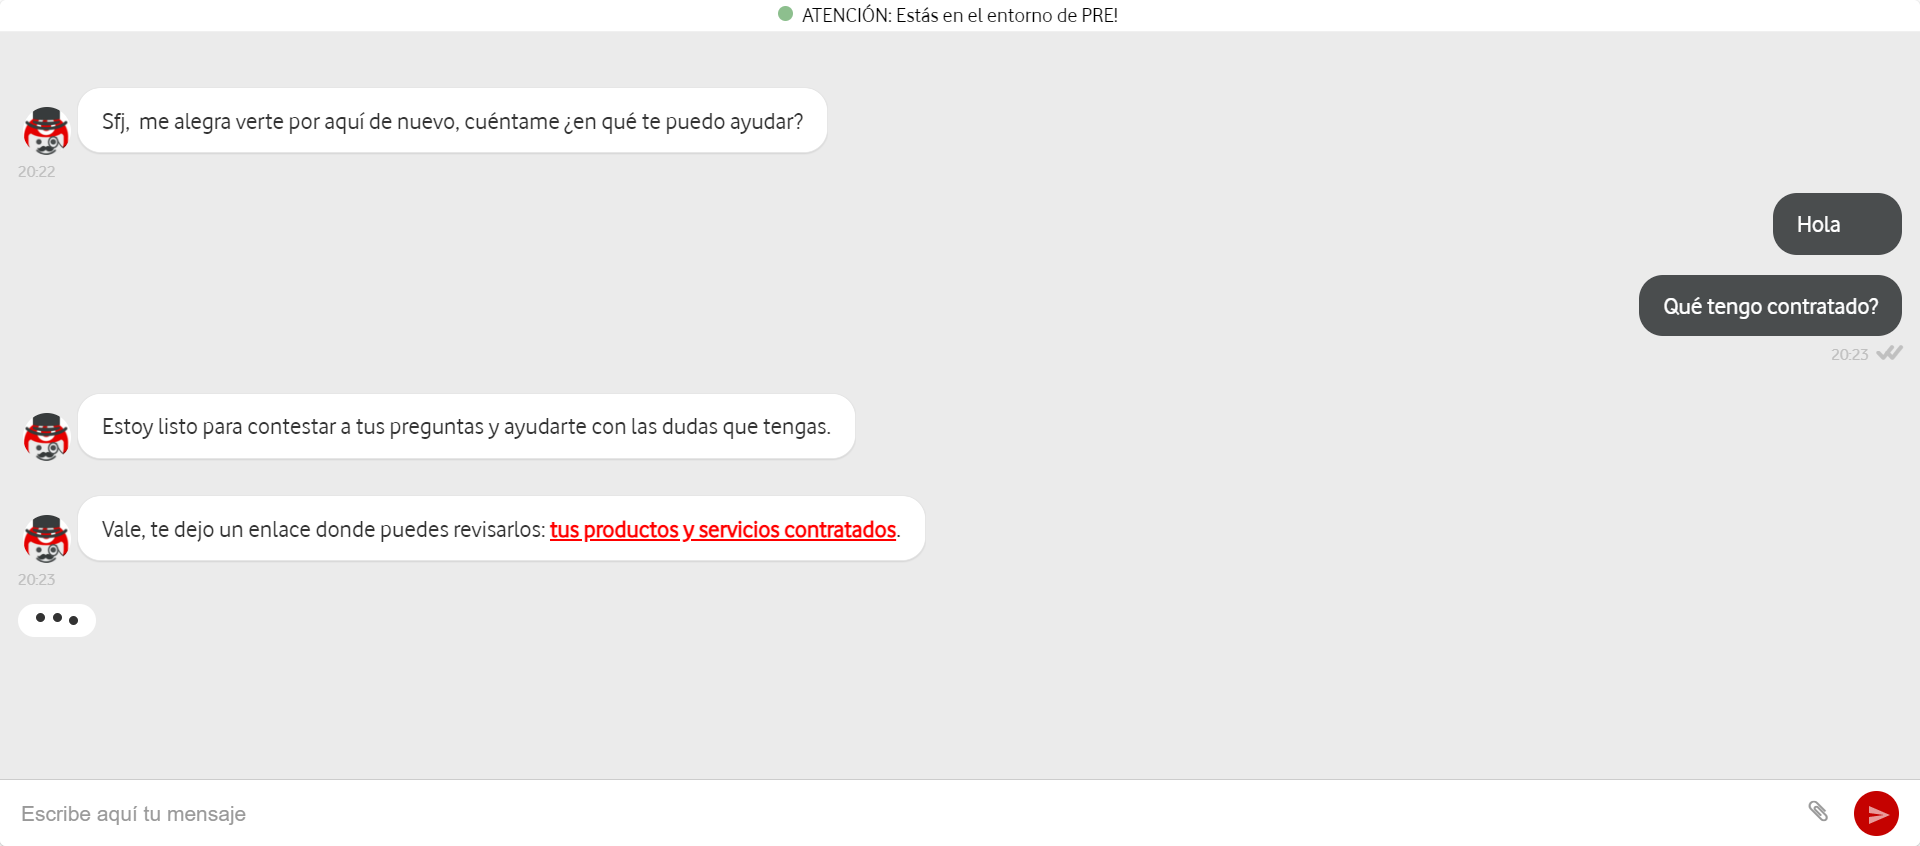 ATENCIÓN: Estás en el entorno de PRE!
Sfj,  me alegra verte por aquí de nuevo, cuéntame ¿en qué te puedo ayudar?
20:22
Hola
Qué tengo contratado?
20:23
Estoy listo para contestar a tus preguntas y ayudarte con las dudas que tengas.
Vale, te dejo un enlace donde puedes revisarlos: tus productos y servicios contratados.
20:23
Escribe aquí tu mensaje